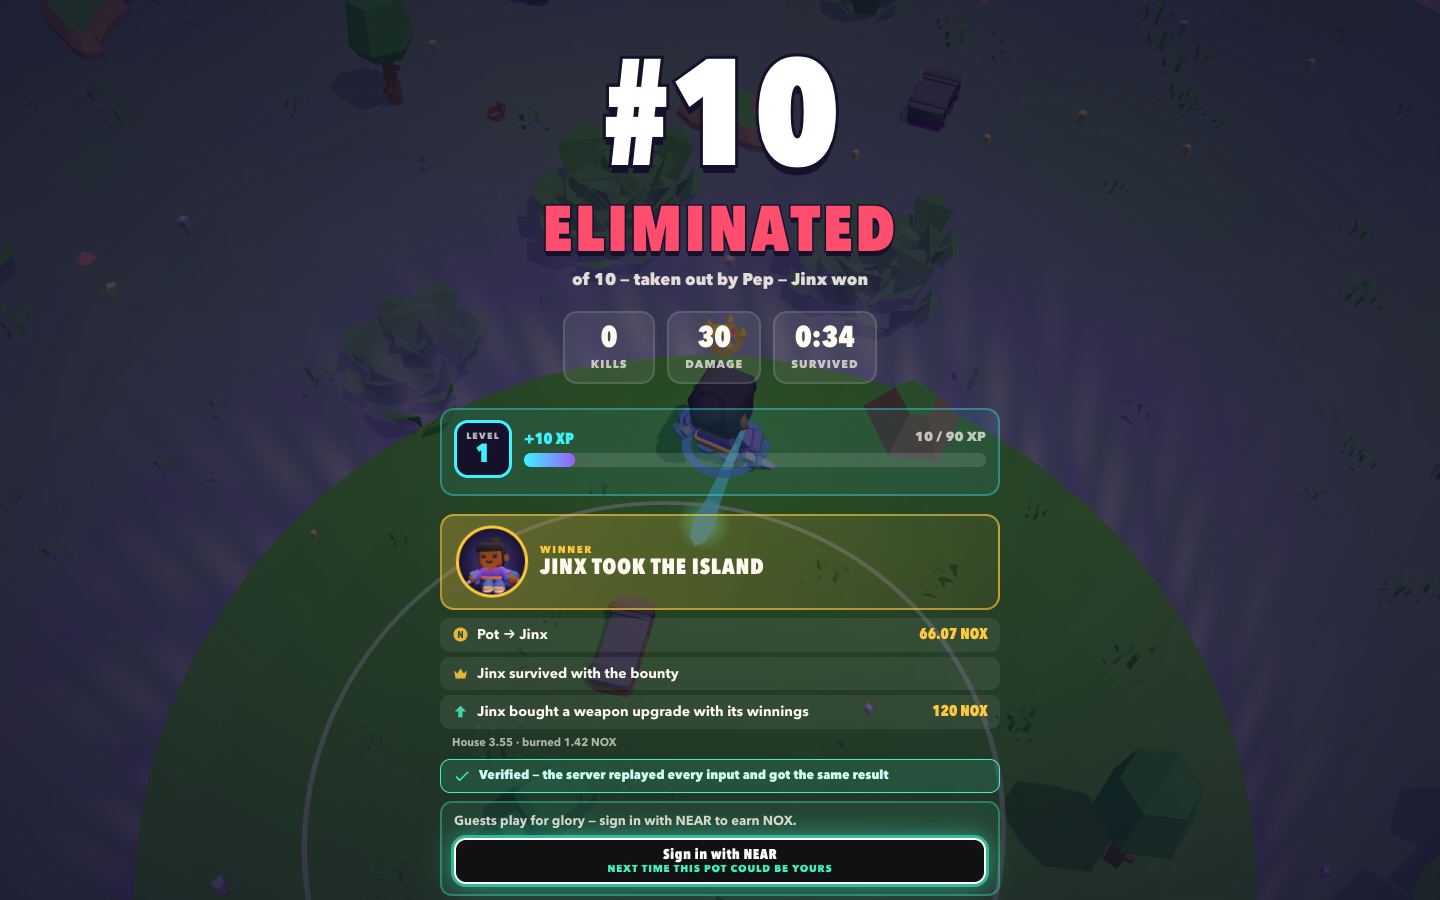 #10
ELIMINATED
of 10 – taken out by Pep – Jinx won
0
KILLS
30
DAMAGE
0:34
SURVIVED
LEVEL
1
+10 XP
10 / 90 XP
WINNER
JINX TOOK THE ISLAND
N
Pot → Jinx
66.07 NOX
Jinx survived with the bounty
Jinx bought a weapon upgrade with its winnings
120 NOX
House 3.55 · burned 1.42 NOX
Verified – the server replayed every input and got the same result
Guests play for glory – sign in with NEAR to earn NOX.
Sign in with NEAR
NEXT TIME THIS POT COULD BE YOURS